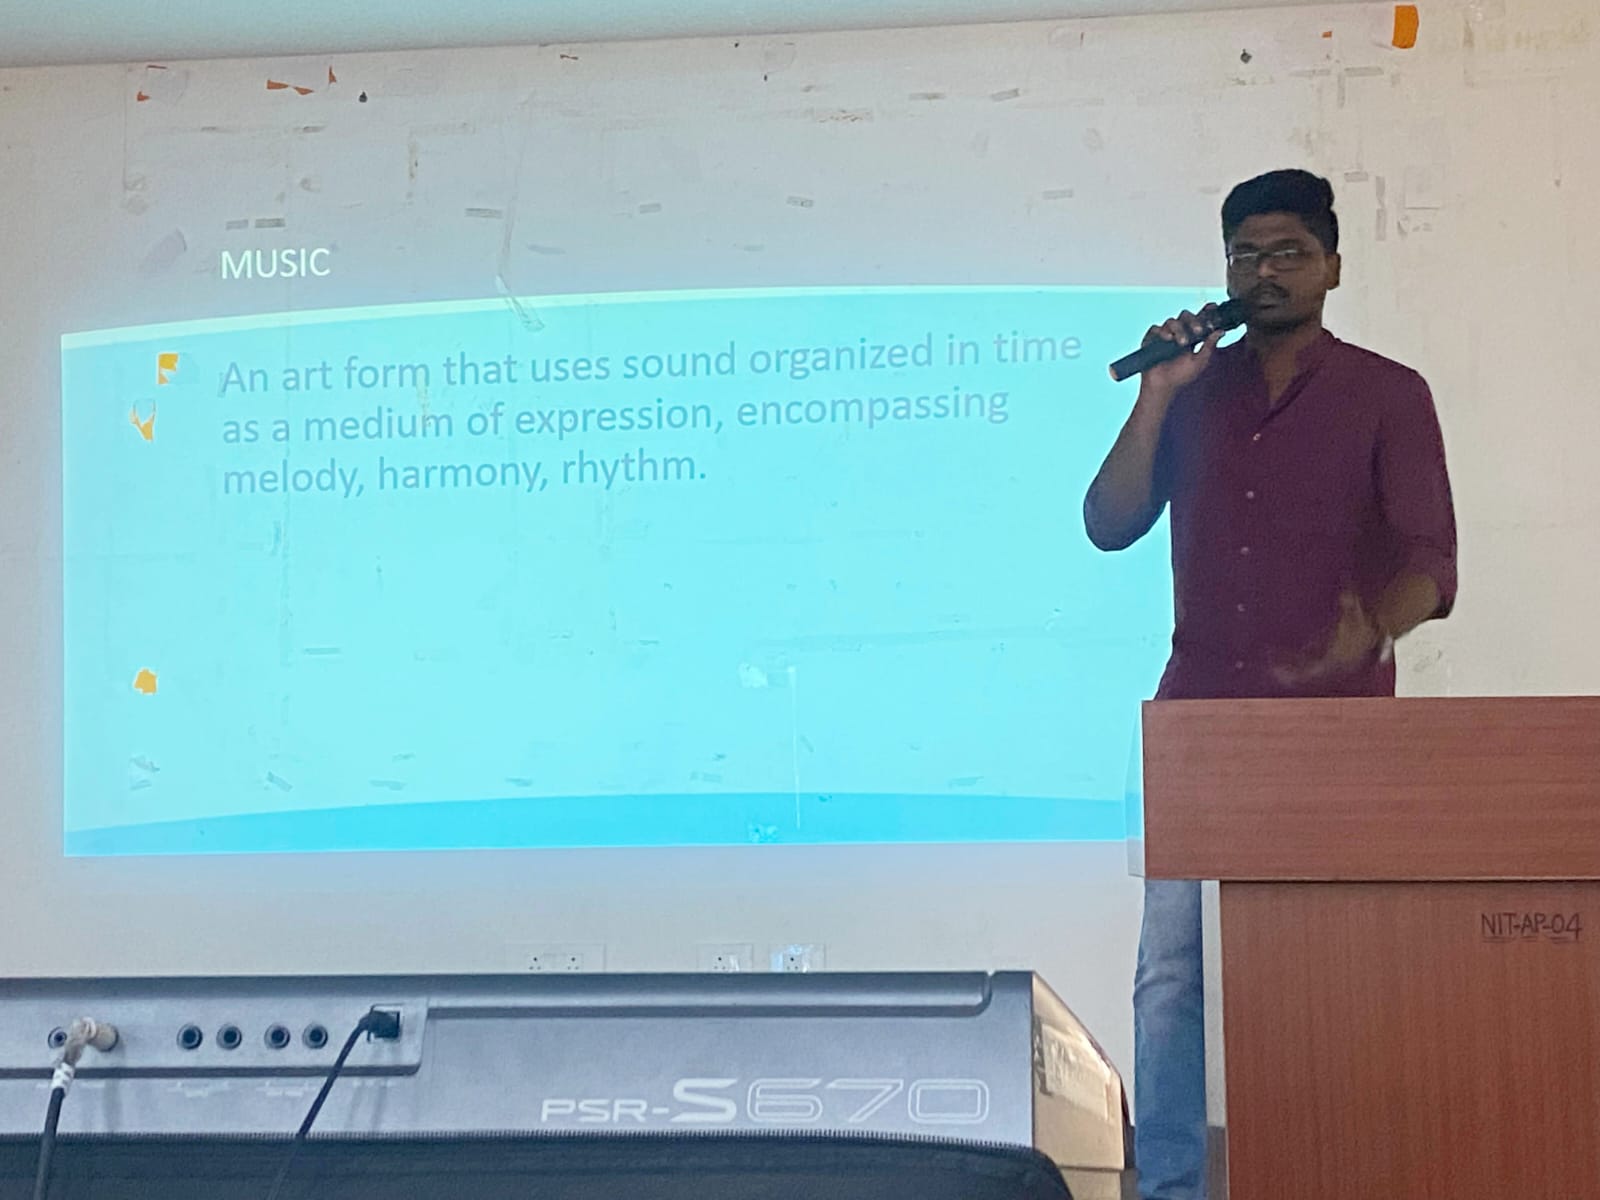 MUSIC
An art form that uses sound organized in time
as a medium of expression, encompassing
melody, harmony, rhythm.
NIT-AP-04
PSR-S670